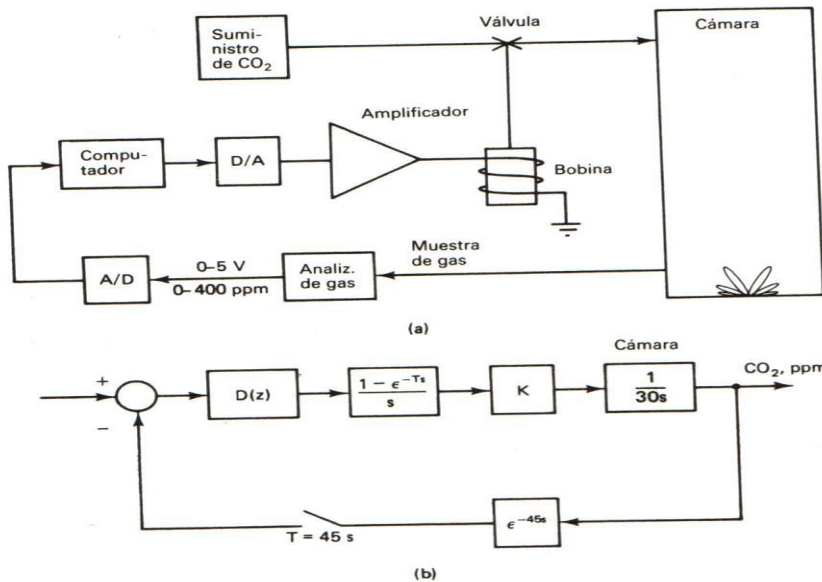 Sumi-
nistro
de CO₂
Válvula
Cámara
Amplificador
Compu-
tador
D/A
Bobina
Muestra
de gas
A/D
0–5 V
0–400 ppm
Analiz.
de gas
(a)
Cámara
CO₂, ppm
+
−
D(z)
1 − ϵ^−Ts
s
K
1
30s
T = 45 s
ϵ^−45s
(b)